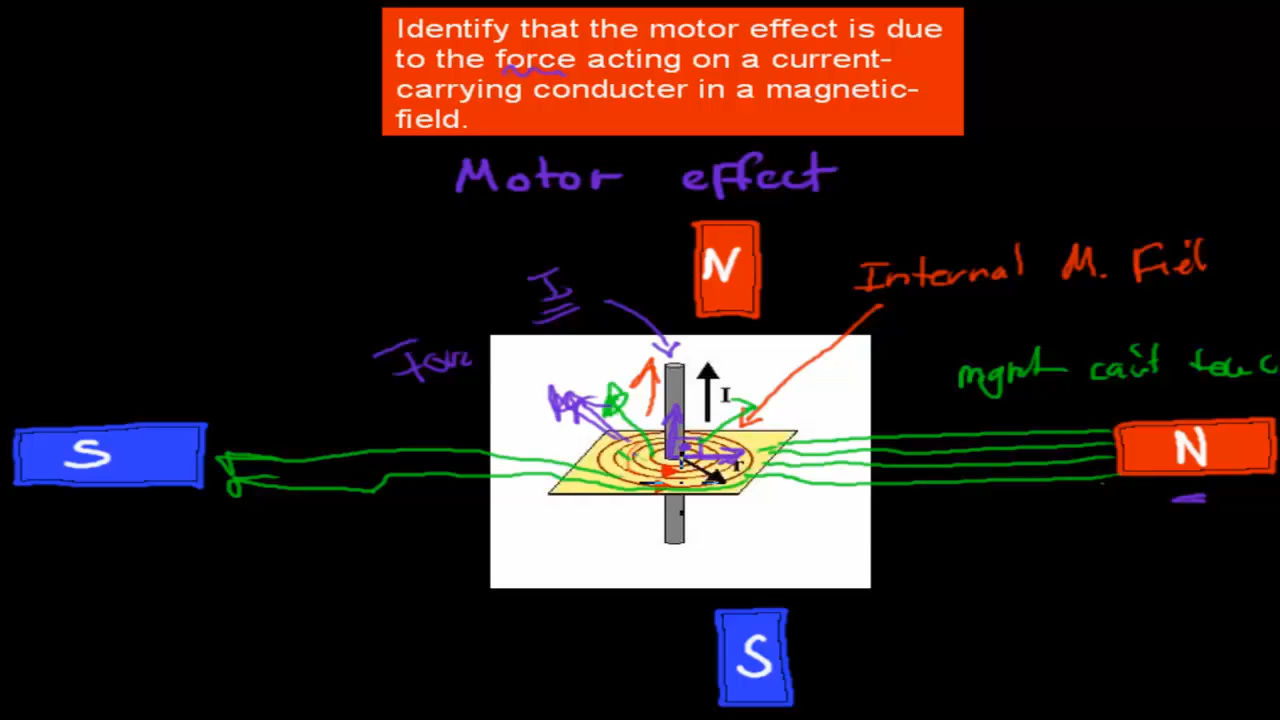 Identify that the motor effect is due
to the force acting on a current-
carrying conducter in a magnetic-
field.
Motor effect
N
Internal M.
I
I
r
S
N
S